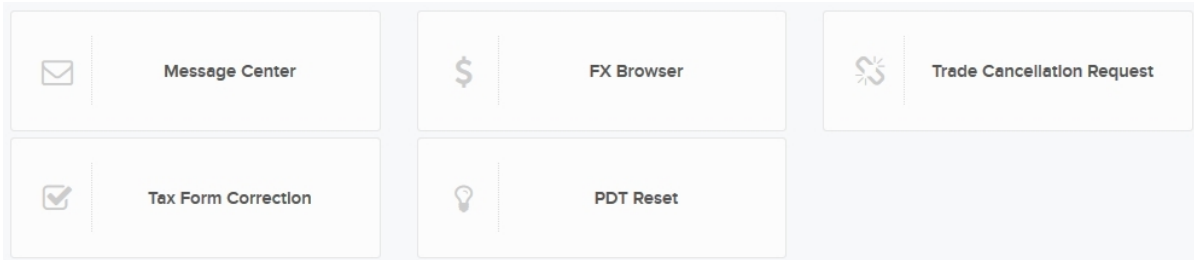 Message Center
FX Browser
Trade Cancellation Request
Tax Form Correction
PDT Reset